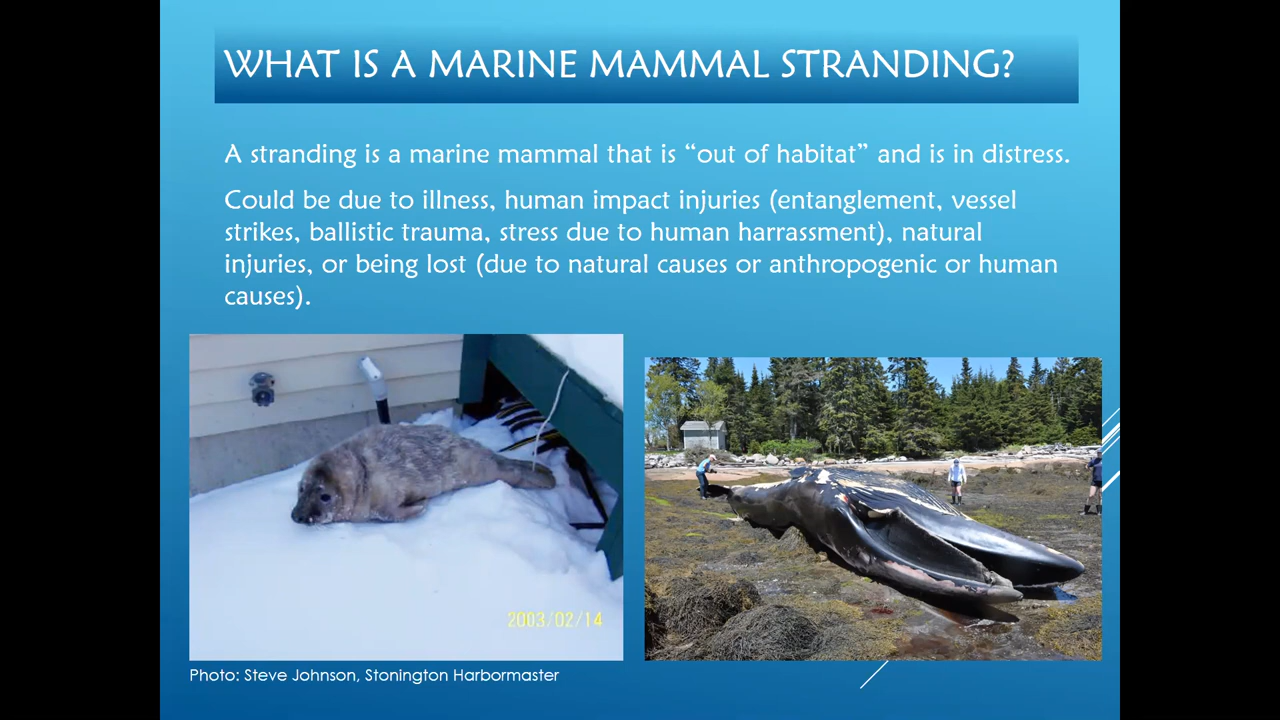 WHAT IS A MARINE MAMMAL STRANDING?
A stranding is a marine mammal that is “out of habitat” and is in distress.
Could be due to illness, human impact injuries (entanglement, vessel
strikes, ballistic trauma, stress due to human harrassment), natural
injuries, or being lost (due to natural causes or anthropogenic or human
causes).
2003/02/14
Photo: Steve Johnson, Stonington Harbormaster